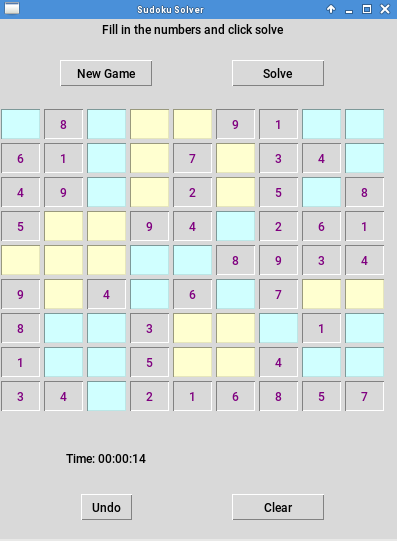 Sudoku Solver
Fill in the numbers and click solve
New Game Solve
8 9 1
6 1 7 3 4
4 9 2 5 8
5 9 4 2 6 1
8 9 3 4
9 4 6 7
8 3 1
1 5 4
3 4 2 1 6 8 5 7
Time: 00:00:14
Undo Clear